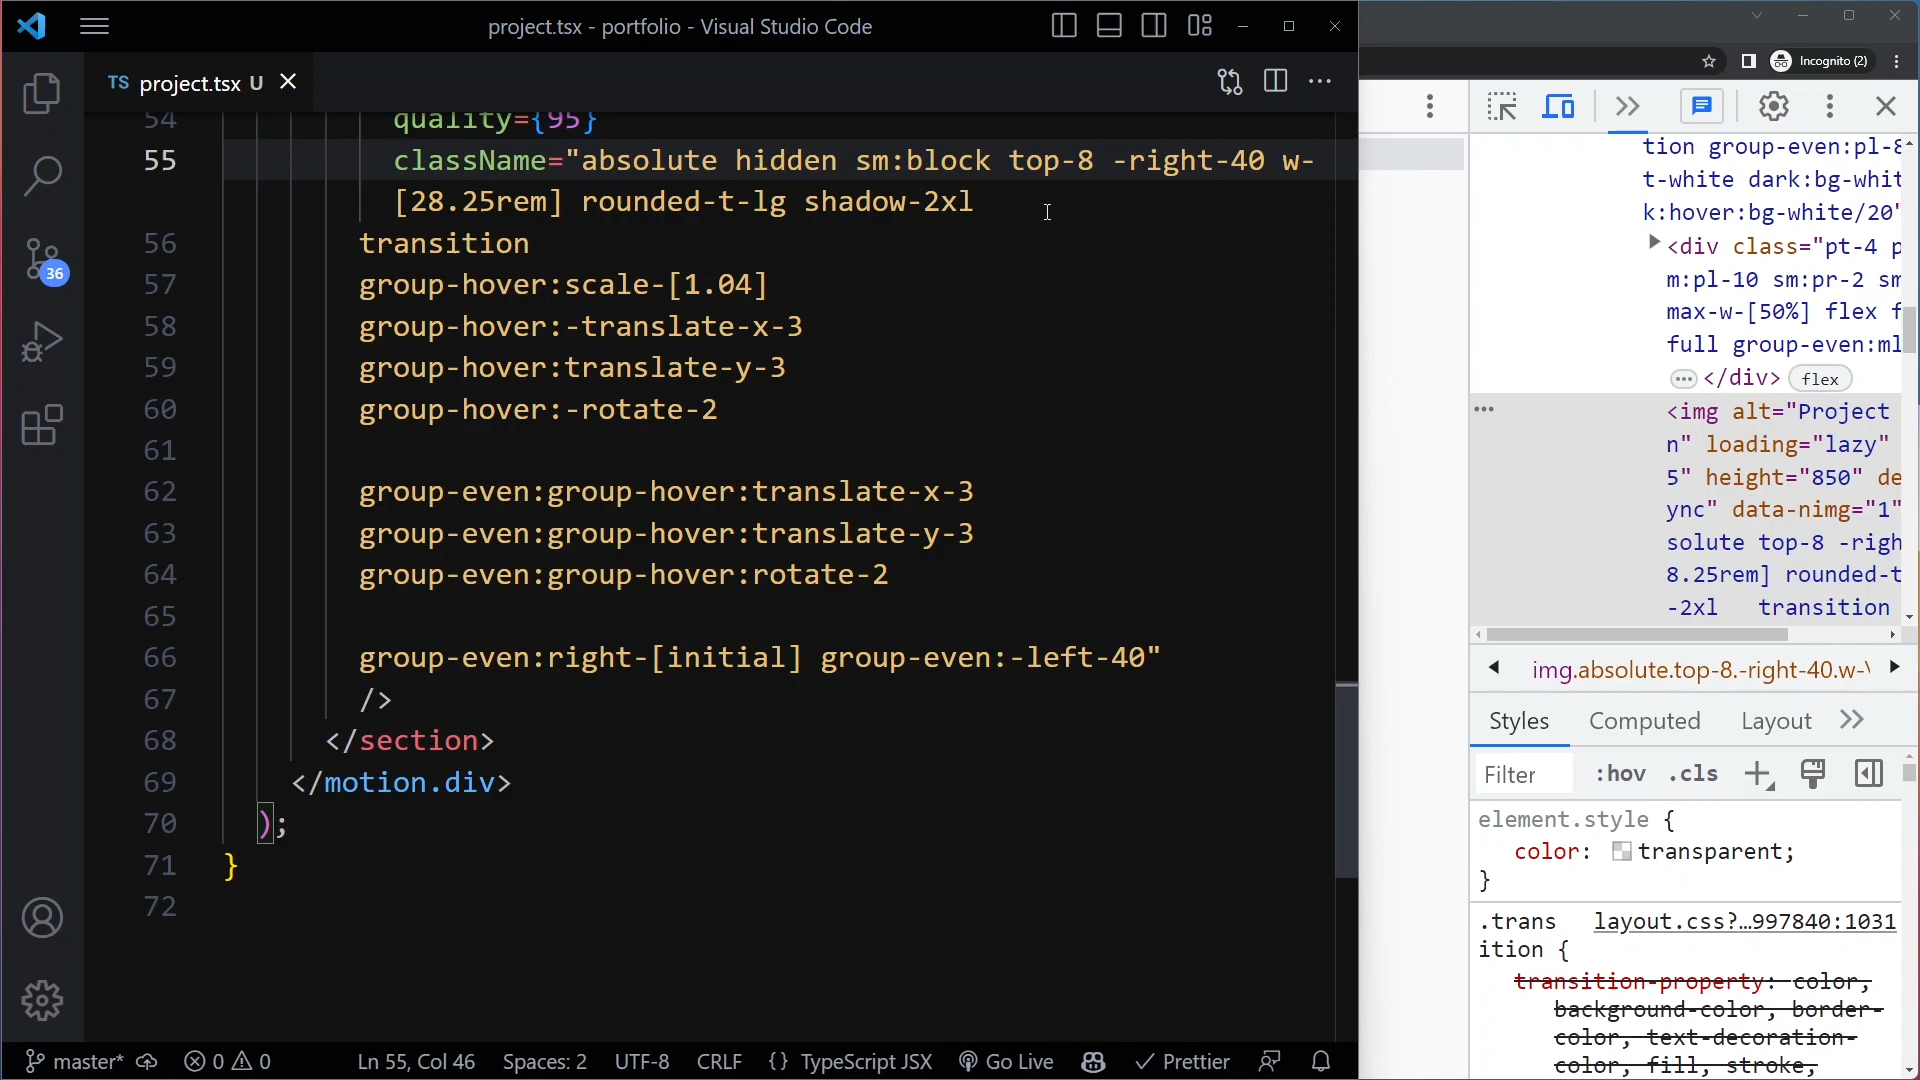 project.tsx - portfolio - Visual Studio Code
TS project.tsx U
54 quality={95}
55 className="absolute hidden sm:block top-8 -right-40 w-
[28.25rem] rounded-t-lg shadow-2xl
56 transition
57 group-hover:scale-[1.04]
58 group-hover:-translate-x-3
59 group-hover:translate-y-3
60 group-hover:-rotate-2
61
62 group-even:group-hover:translate-x-3
63 group-even:group-hover:translate-y-3
64 group-even:group-hover:rotate-2
65
66 group-even:right-[initial] group-even:-left-40"
67 />
68 </section>
69 </motion.div>
70 );
71 }
72
36
master* 0 0 Ln 55, Col 46 Spaces: 2 UTF-8 CRLF {} TypeScript JSX Go Live Prettier
Incognito (2)
tion group-even:pl-8
t-white dark:bg-whit
k:hover:bg-white/20"
<div class="pt-4 p
m:pl-10 sm:pr-2 sm
max-w-[50%] flex f
full group-even:ml
</div> flex
<img alt="Project
n" loading="lazy"
5" height="850" de
ync" data-nimg="1"
solute top-8 -righ
8.25rem] rounded-t
-2xl transition
img.absolute.top-8.-right-40.w-\
Styles Computed Layout
Filter :hov .cls
element.style {
color: transparent;
}
.trans layout.css?…997840:1031
ition {
transition-property: color,
background-color, border-
color, text-decoration-
color, fill, stroke,